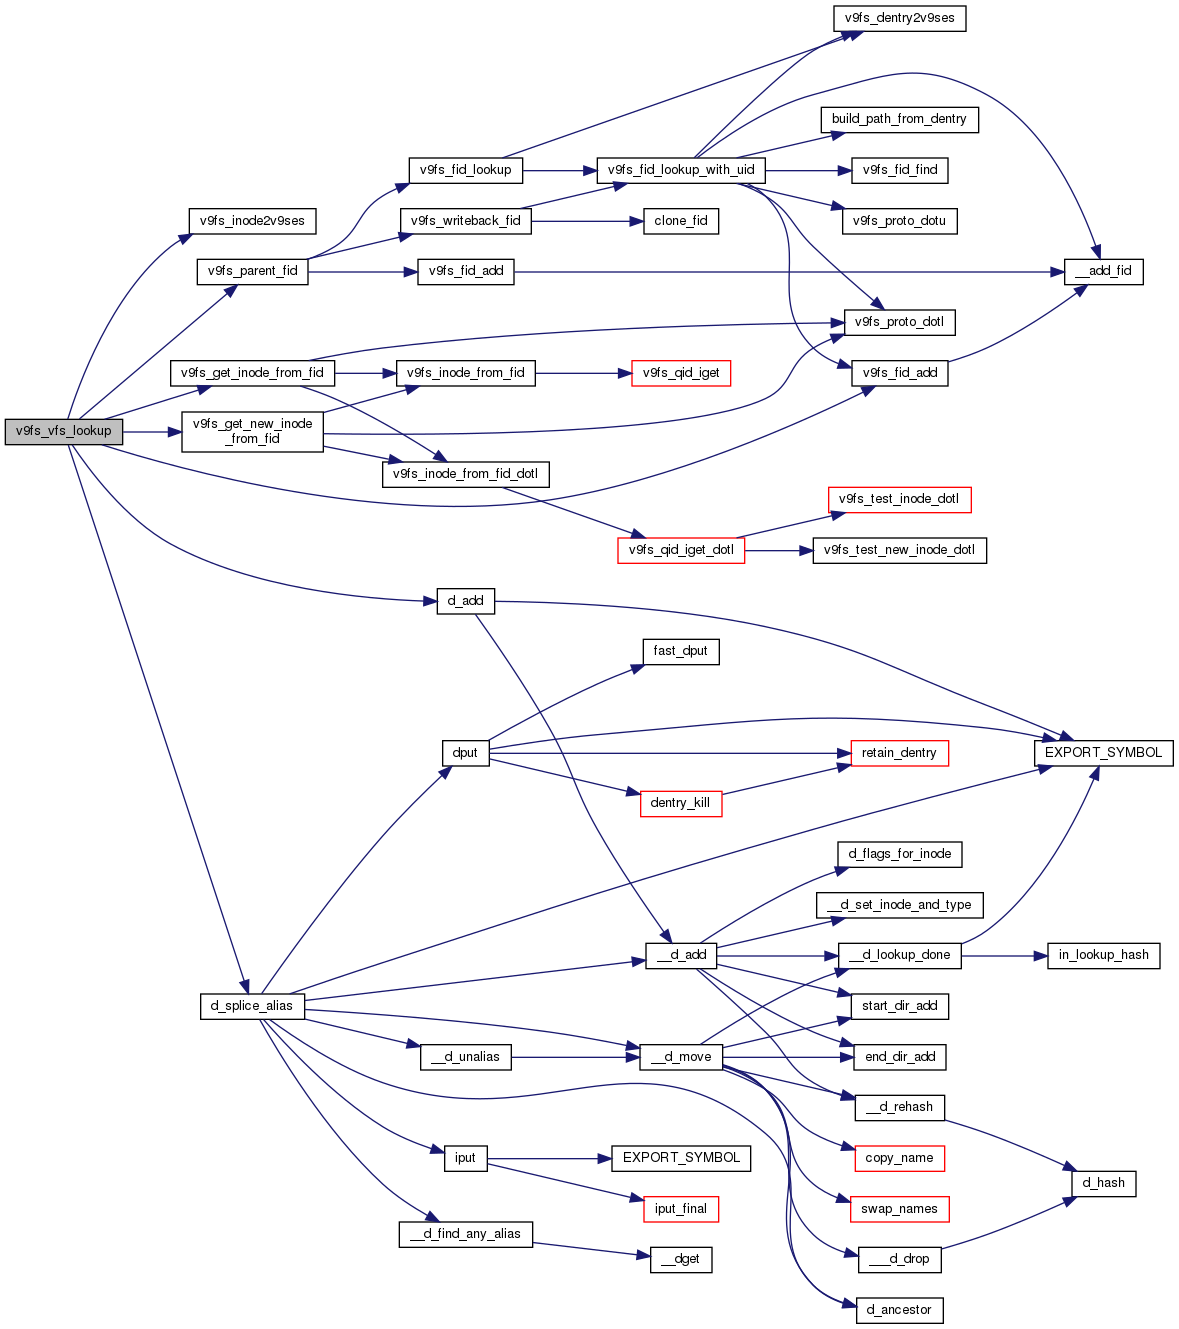 v9fs_dentry2v9ses
build_path_from_dentry
v9fs_fid_lookup
v9fs_fid_lookup_with_uid
v9fs_fid_find
v9fs_inode2v9ses
v9fs_writeback_fid
clone_fid
v9fs_proto_dotu
v9fs_parent_fid
v9fs_fid_add
__add_fid
v9fs_proto_dotl
v9fs_get_inode_from_fid
v9fs_inode_from_fid
v9fs_qid_iget
v9fs_fid_add
v9fs_vfs_lookup
v9fs_get_new_inode
_from_fid
v9fs_inode_from_fid_dotl
v9fs_test_inode_dotl
v9fs_qid_iget_dotl
v9fs_test_new_inode_dotl
d_add
fast_dput
dput
retain_dentry
EXPORT_SYMBOL
dentry_kill
d_flags_for_inode
__d_set_inode_and_type
__d_add
__d_lookup_done
in_lookup_hash
d_splice_alias
start_dir_add
__d_unalias
__d_move
end_dir_add
__d_rehash
iput
EXPORT_SYMBOL
copy_name
d_hash
iput_final
swap_names
__d_find_any_alias
__dget
___d_drop
d_ancestor